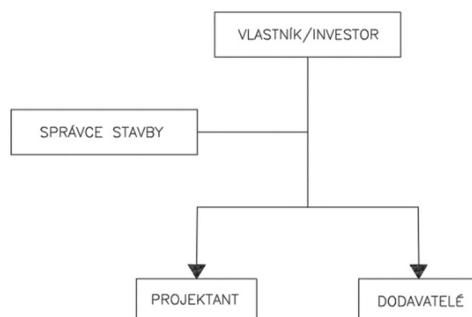 VLASTNÍK/INVESTOR
SPRÁVCE STAVBY
PROJEKTANT
DODAVATELÉ